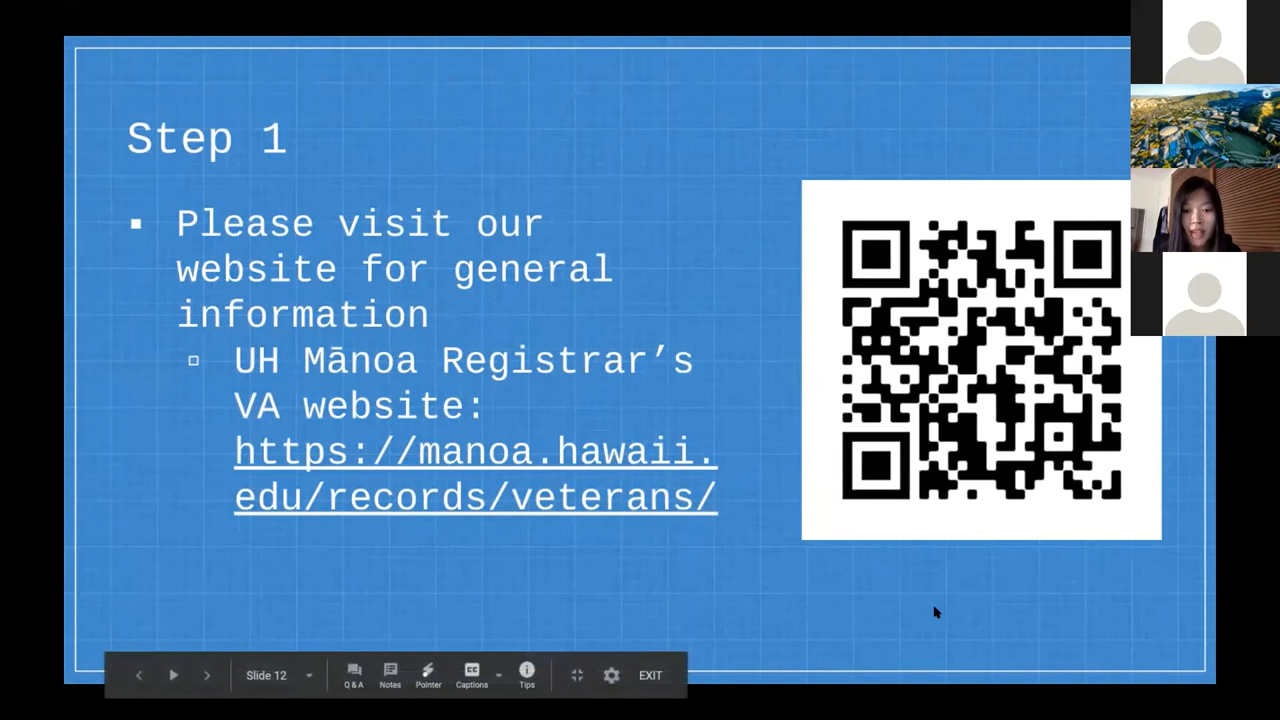 Step 1
▪ Please visit our
website for general
information
▫ UH Mānoa Registrar’s
VA website:
https://manoa.hawaii.
edu/records/veterans/
Slide 12
Q & A
Notes
Pointer
Captions
Tips
EXIT